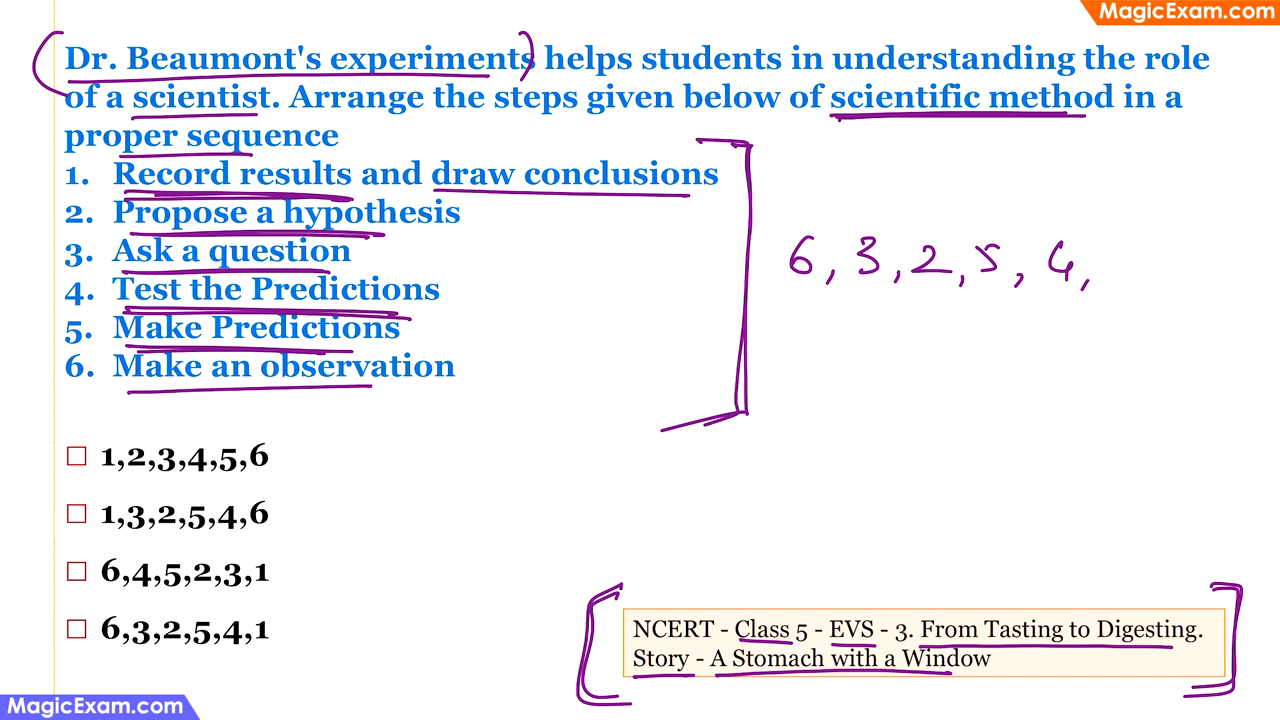 MagicExam.com
Dr. Beaumont's experiments helps students in understanding the role
of a scientist. Arrange the steps given below of scientific method in a
proper sequence
1. Record results and draw conclusions
2. Propose a hypothesis
3. Ask a question
4. Test the Predictions
5. Make Predictions
6. Make an observation
6, 3, 2, 5, 4,
1,2,3,4,5,6
1,3,2,5,4,6
6,4,5,2,3,1
6,3,2,5,4,1
NCERT - Class 5 - EVS - 3. From Tasting to Digesting.
Story - A Stomach with a Window
MagicExam.com